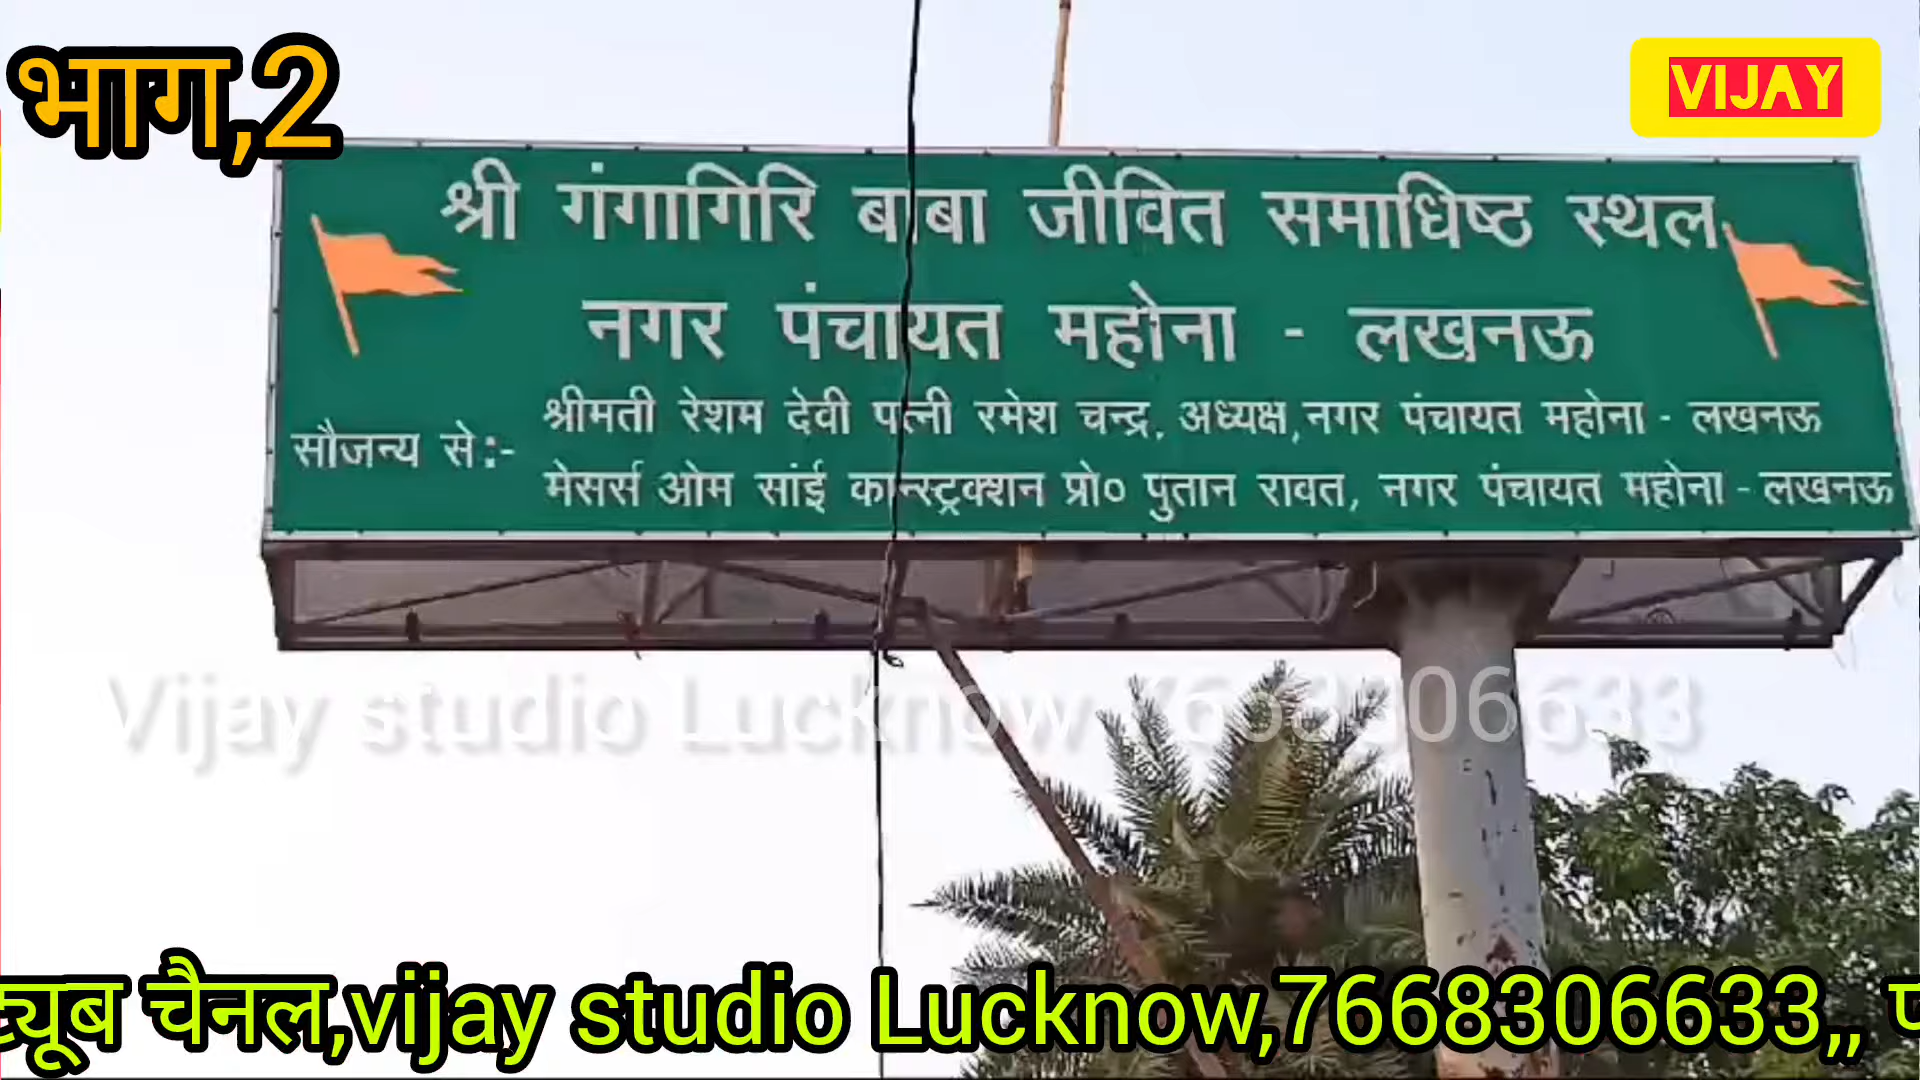 भाग,2
VIJAY
श्री गंगागिरि बाबा जीवित समाधिष्ठ स्थल
नगर पंचायत महोना - लखनऊ
सौजन्य से:-
श्रीमती रेशम देवी पत्नी रमेश चन्द्र, अध्यक्ष,नगर पंचायत महोना - लखनऊ
मेसर्स ओम सांई कान्स्ट्रक्शन प्रो० पुतान रावत, नगर पंचायत महोना - लखनऊ
Vijay studio Lucknow 7668306633
ट्यूब चैनल,vijay studio Lucknow,7668306633,,